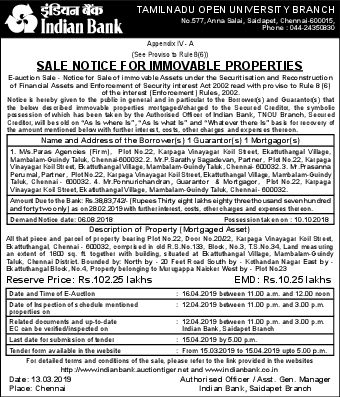 इंडियन बैंक
Indian Bank
TAMILNADU OPEN UNIVERSITY BRANCH
No.577, Anna Salai, Saidapet, Chennai-600015,
Phone : 044-24350830
Appendix IV - A
(See Proviso to Rule 8(6))
SALE NOTICE FOR IMMOVABLE PROPERTIES
E-auction Sale - Notice for Sale of immovable Assets under the Securitisation and Reconstruction
of Financial Assets and Enforcement of Security interest Act 2002 read with proviso to Rule 8 (6)
of the interest (Enforcement) Rules, 2002.
Notice is hereby given to the public in general and in particular to the Borrower(s) and Guarantor(s) that
the below described immovable properties mortgaged/charged to the Secured Creditor, the symbolic
possession of which has been taken by the Authorised Officer of Indian Bank, TNOU Branch, Secured
Creditor, will be sold on "As is where is", "As is what is" and "Whatever there is" basis for recovery of
the amount mentioned below with further interest, costs, other charges and expenses thereon.
Name and Address of the Borrower(s) 1 Guarantor(s) 1 Mortgagor(s)
1. M/s.Paras Agencies (Firm), Plot No.22, Karpaga Vinayagai Koil Street, Ekattuthangal Village,
Mambalam-Guindy Taluk, Chennai-600032. 2. Mr.P.Sarathy Sgagadevan, Partner, Plot No.22, Karpaga
Vinayagai Koil Street, Ekattuthangal Village, Mambalam-Guindy Taluk, Chennai- 600032. 3. M .Prasanna
Perumal, Partner, Plot No.22, Karpaga Vinayagai Koil Street, Ekattuthangal Village, Mambalam-Guindy
Taluk, Chennai - 600032. 4. Mr.Ponnurichandran, Guarantor & Mortgagor, Plot No.22, Karpaga
Vinayagai Koil Street, Ekattuthangal Village, Mambalam-Guindy Taluk, Chennai - 600032.
Amount Due to the Bank: Rs.38,83,742/- (Rupees Thirty eight lakhs eighty three thousand seven hundred
and forty two only) as on 28.02.2019 with further interest, costs, other charges and expenses thereon.
Demand Notice date: 06.08.2018 Possession taken on : 10.10.2018
Description of Property (Mortgaged Asset)
All that piece and parcel of property bearing Plot No.22, Door No.20/22, Karpaga Vinayagai Koil Street,
Ekattuthangal, Chennai - 600032, comprised in old R.S.No.133, Block, No.3, T.S.No.34, Land measuring
an extent of 1800 sq. ft. together with building, situated at Ekattuthangal Village, Mambalam-Guindy
Taluk, Chennai District. Bounded by: North by - 20 Feet Road South by - Kothandan Nagar East by -
Ekattuthangal Block, No.4, Property belonging to Murugappa Naicker West by - Plot No.23
Reserve Price: Rs.102.25 lakhs EMD: Rs.10.25 lakhs
Date and Time of E-Auction : 16.04.2019 between 11.00 a.m. and 12.00 noon
Date of Inspection of schedule mentioned : 12.04.2019 between 11.00 a.m. and 3.00 p.m.
properties on
Related documents and up-to-date : 12.04.2019 between 11.00 a.m. and 3.00 p.m.
EC can be verified/inspected on Indian Bank, Saidapet Branch
Last date for submission of tender : 15.04.2019 by 5.00 p.m.
Tender form available in the website : From 15.03.2019 to 15.04.2019 upto 5.00 p.m.
For detailed terms and conditions of the sale, please refer to the link provided in the websites
http://www.indianbankauctiontiger.net and www.indianbank.co.in
Date: 13.03.2019 Authorised Officer / Asst. Gen. Manager
Place: Chennai Indian Bank, Saidapet Branch